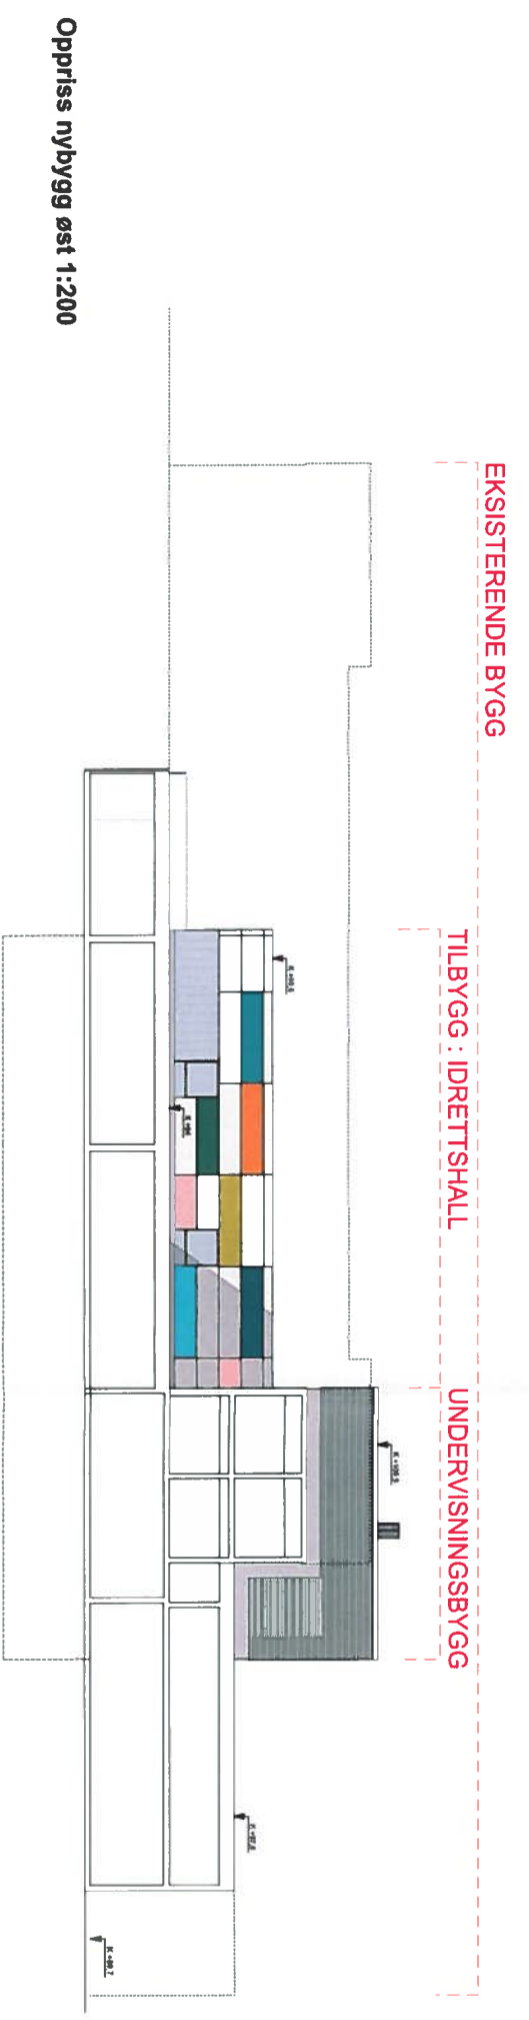 EKSISTERENDE BYGG
TILBYGG : IDRETTSHALL
UNDERVISNINGSBYGG
Oppriss nybygg øst 1:200